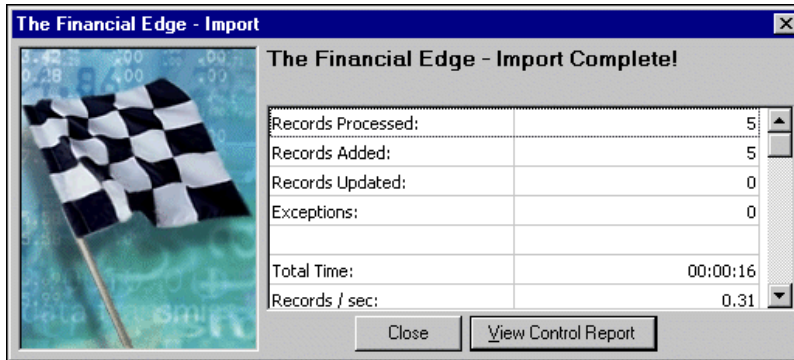 The Financial Edge - Import
The Financial Edge - Import Complete!
Records Processed: 5
Records Added: 5
Records Updated: 0
Exceptions: 0
Total Time: 00:00:16
Records / sec: 0.31
Close
View Control Report